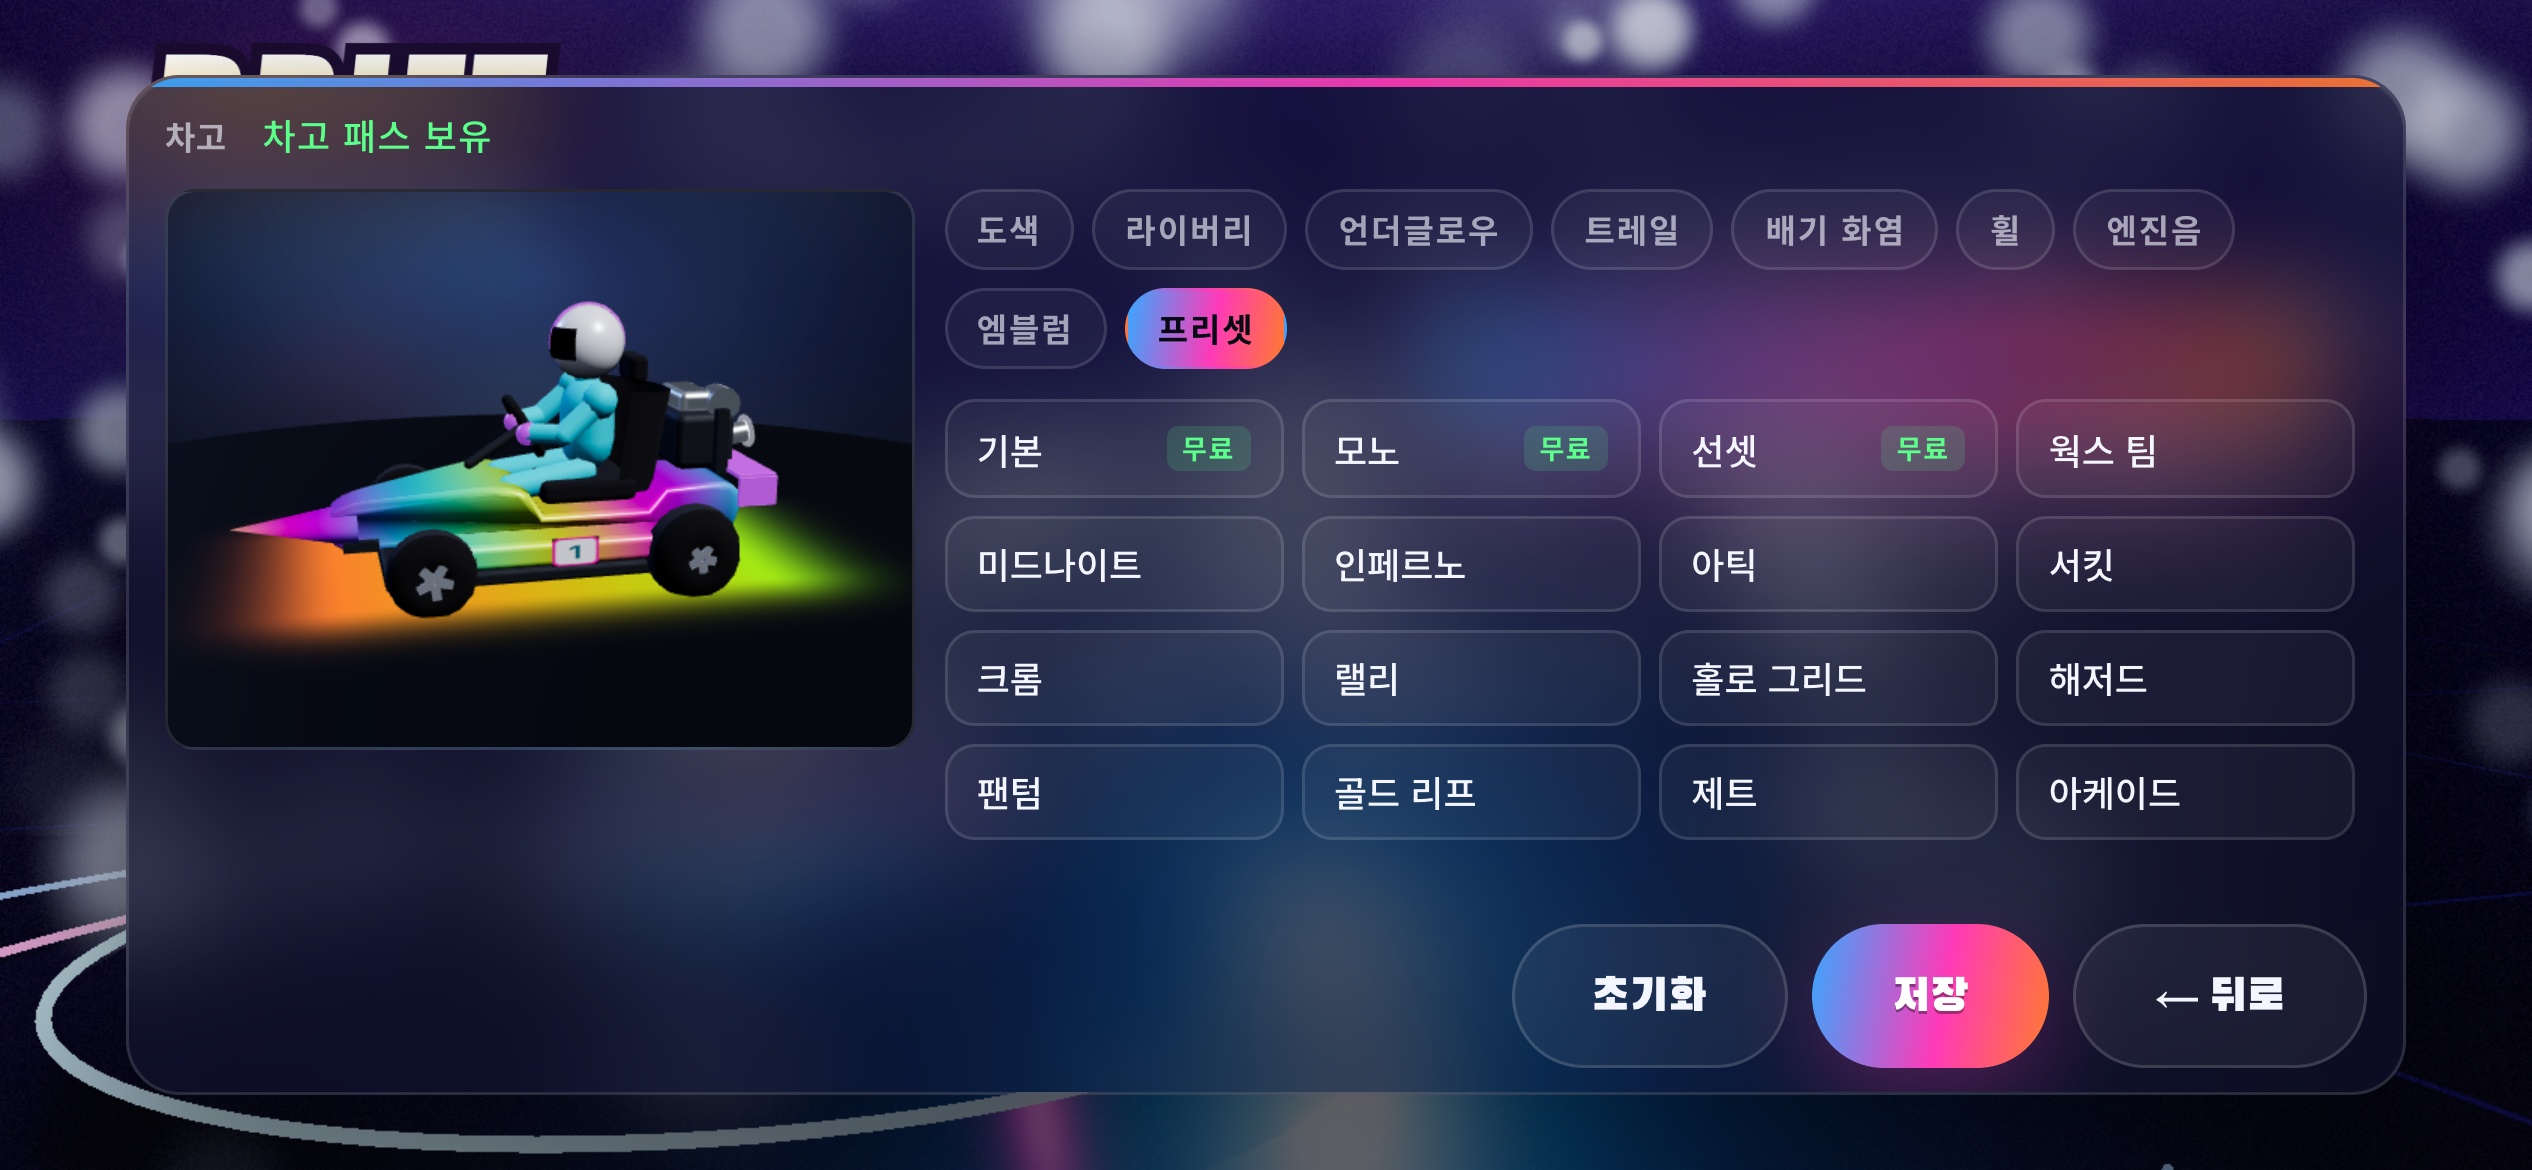 차고 차고 패스 보유
도색 라이버리 언더글로우 트레일 배기 화염 휠 엔진음
엠블럼 프리셋
기본 무료 모노 무료 선셋 무료 웍스 팀
미드나이트 인페르노 아틱 서킷
크롬 랠리 홀로 그리드 해저드
팬텀 골드 리프 제트 아케이드
1
초기화 저장 ← 뒤로